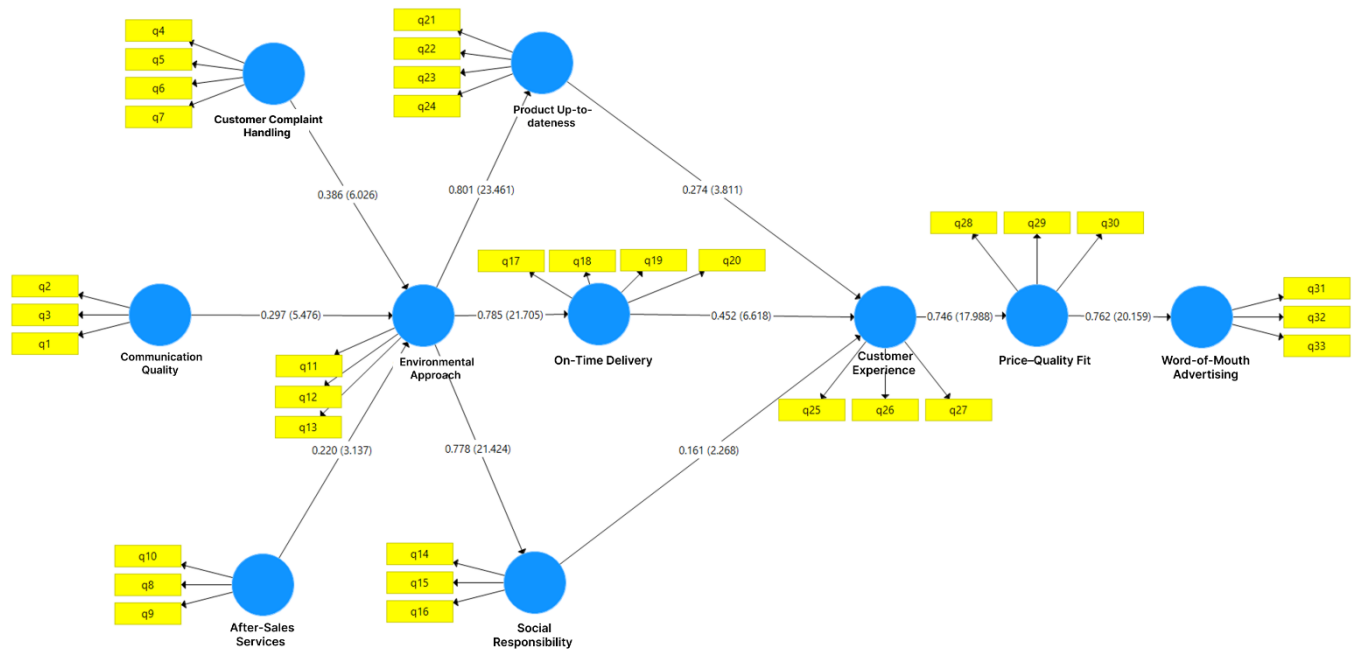 q4
q5
q6
q7
Customer Complaint
Handling
q21
q22
q23
q24
Product Up-to-
dateness
0.386 (6.026)
0.801 (23.461)
0.274 (3.811)
q2
q3
q1
Communication
Quality
0.297 (5.476)
Environmental
Approach
q11
q12
q13
0.785 (21.705)
q17
q18
q19
q20
On-Time Delivery
0.452 (6.618)
Customer
Experience
q25
q26
q27
0.746 (17.988)
q28
q29
q30
Price–Quality Fit
0.762 (20.159)
Word-of-Mouth
Advertising
q31
q32
q33
0.220 (3.137)
0.778 (21.424)
0.161 (2.268)
q10
q8
q9
After-Sales
Services
q14
q15
q16
Social
Responsibility